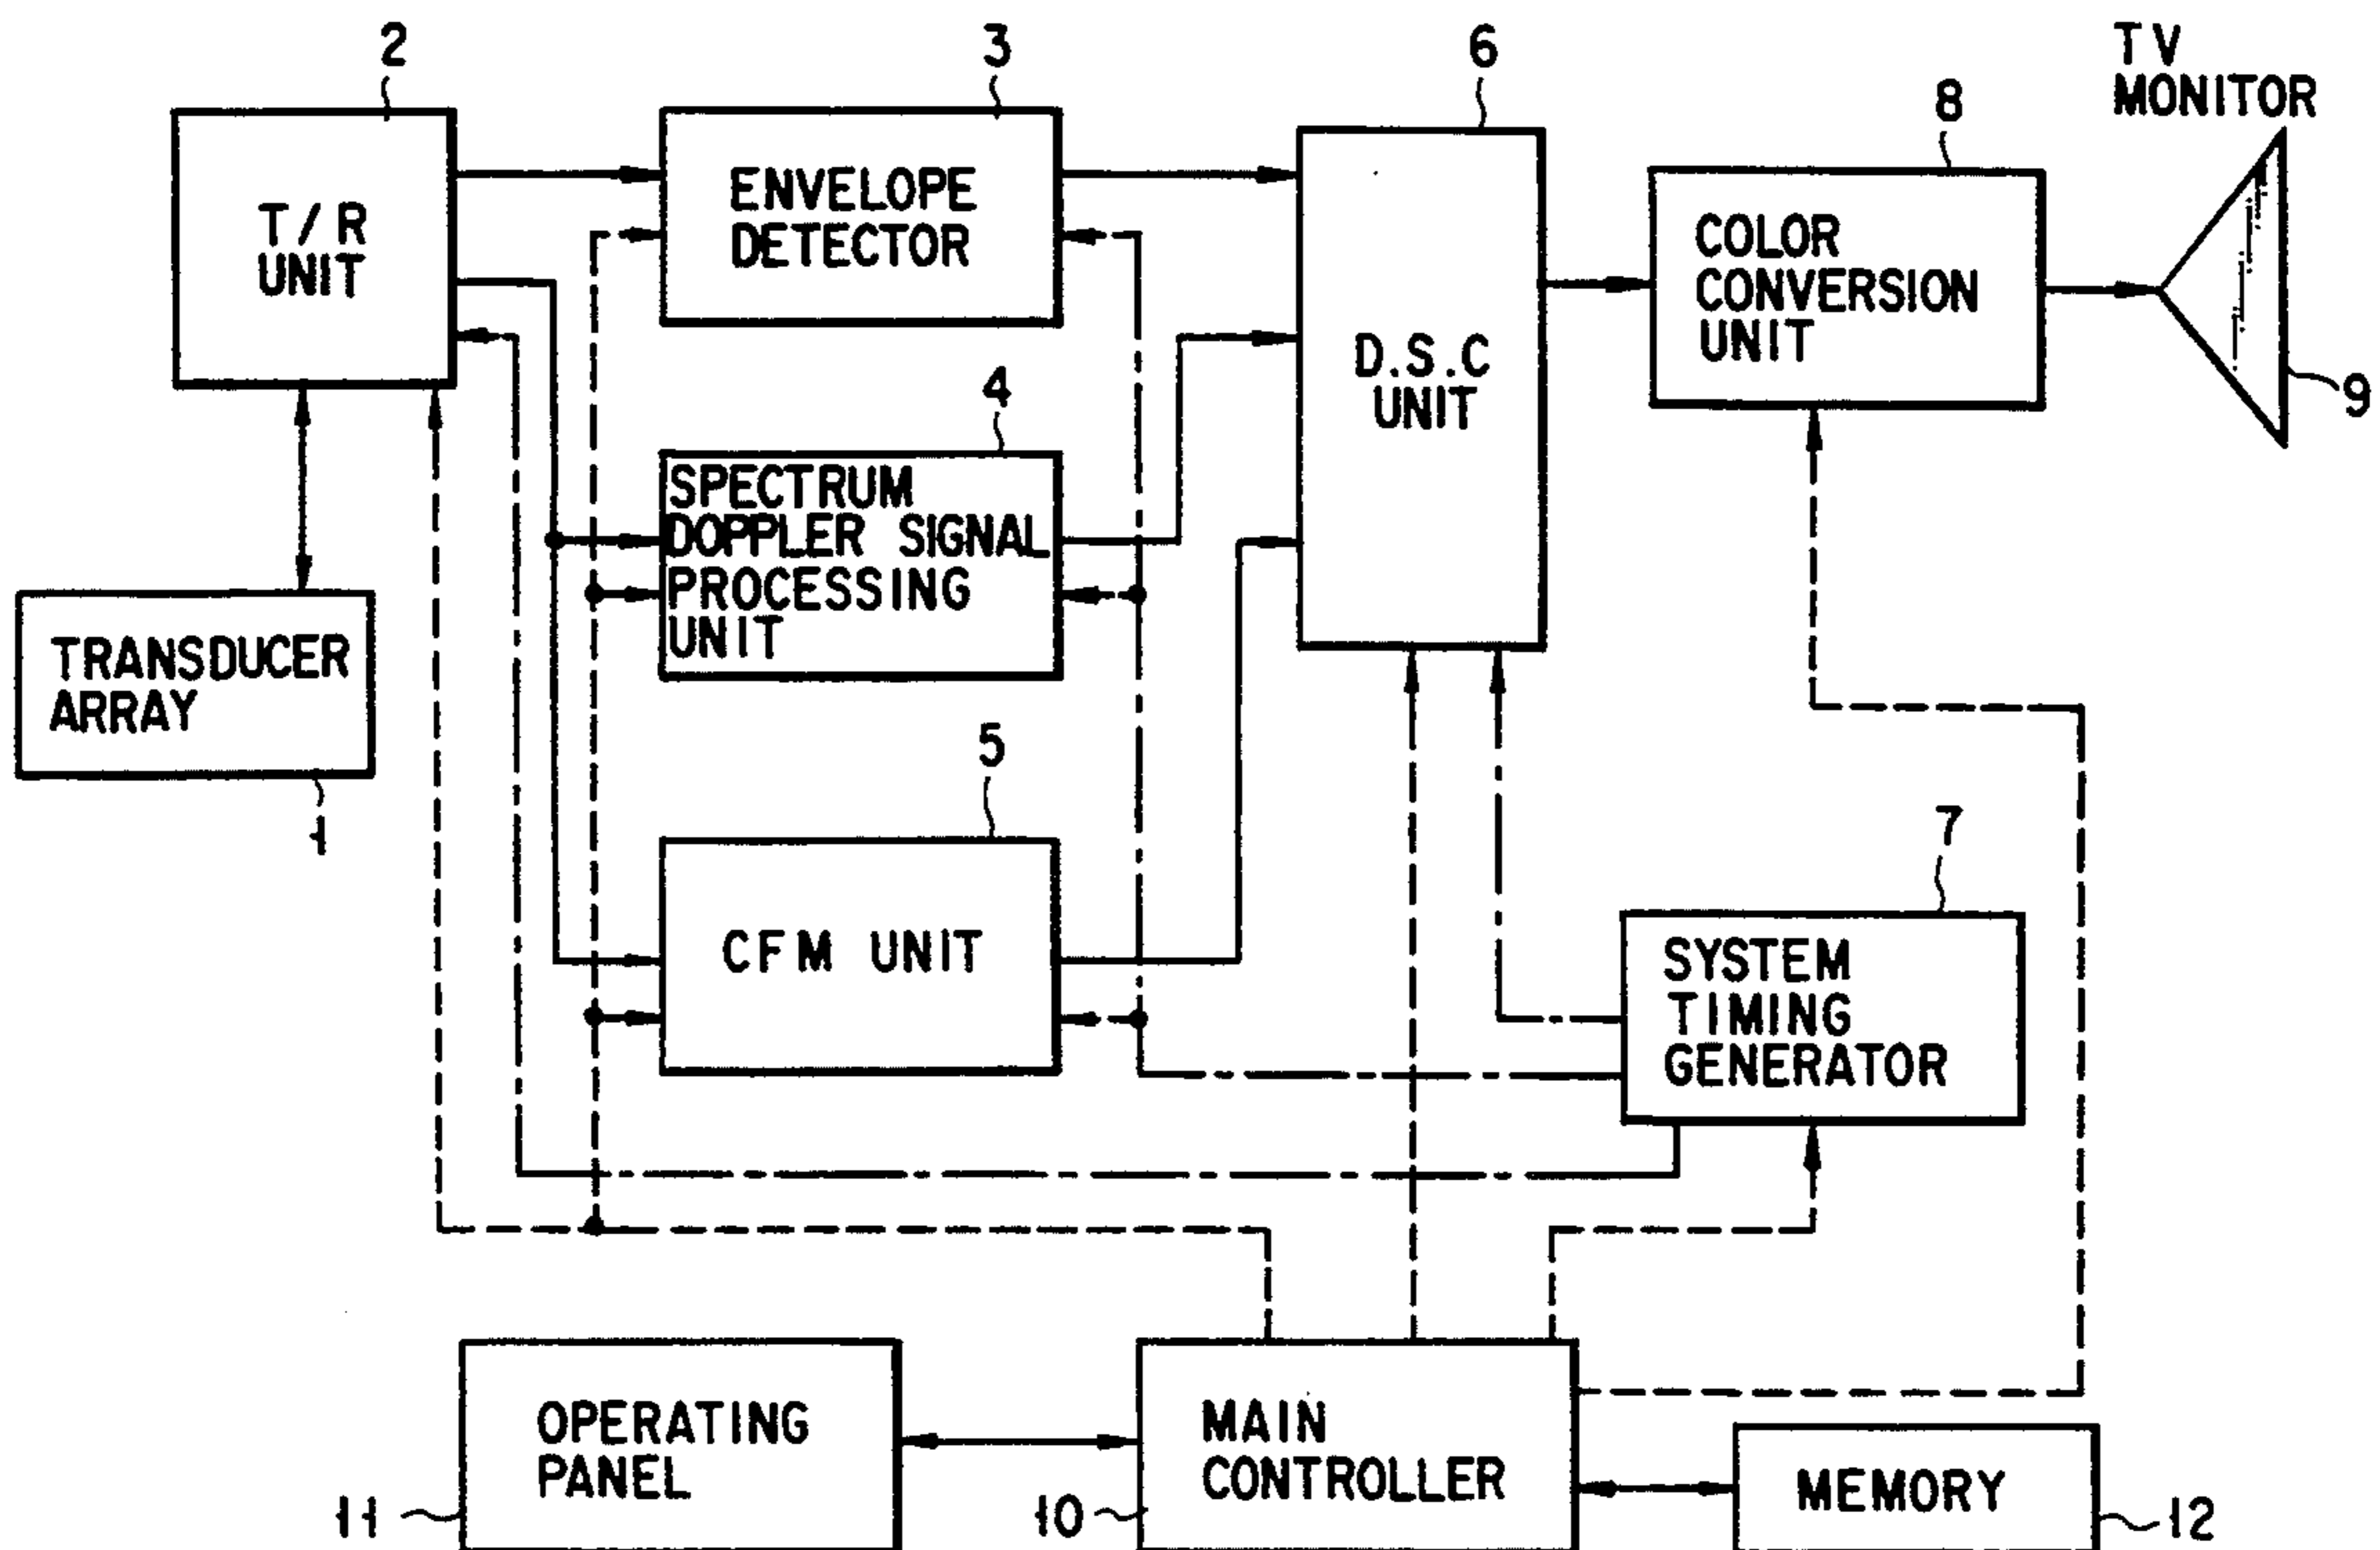 2
3
6
8
TV
MONITOR
T/R
UNIT
ENVELOPE
DETECTOR
D.S.C
UNIT
COLOR
CONVERSION
UNIT
9
4
SPECTRUM
DOPPLER SIGNAL
PROCESSING
UNIT
TRANSDUCER
ARRAY
1
5
CFM UNIT
7
SYSTEM
TIMING
GENERATOR
OPERATING
PANEL
11
MAIN
CONTROLLER
10
MEMORY
12